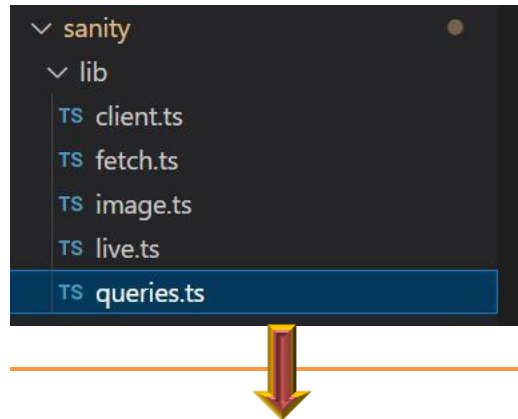 sanity
lib
TS client.ts
TS fetch.ts
TS image.ts
TS live.ts
TS queries.ts